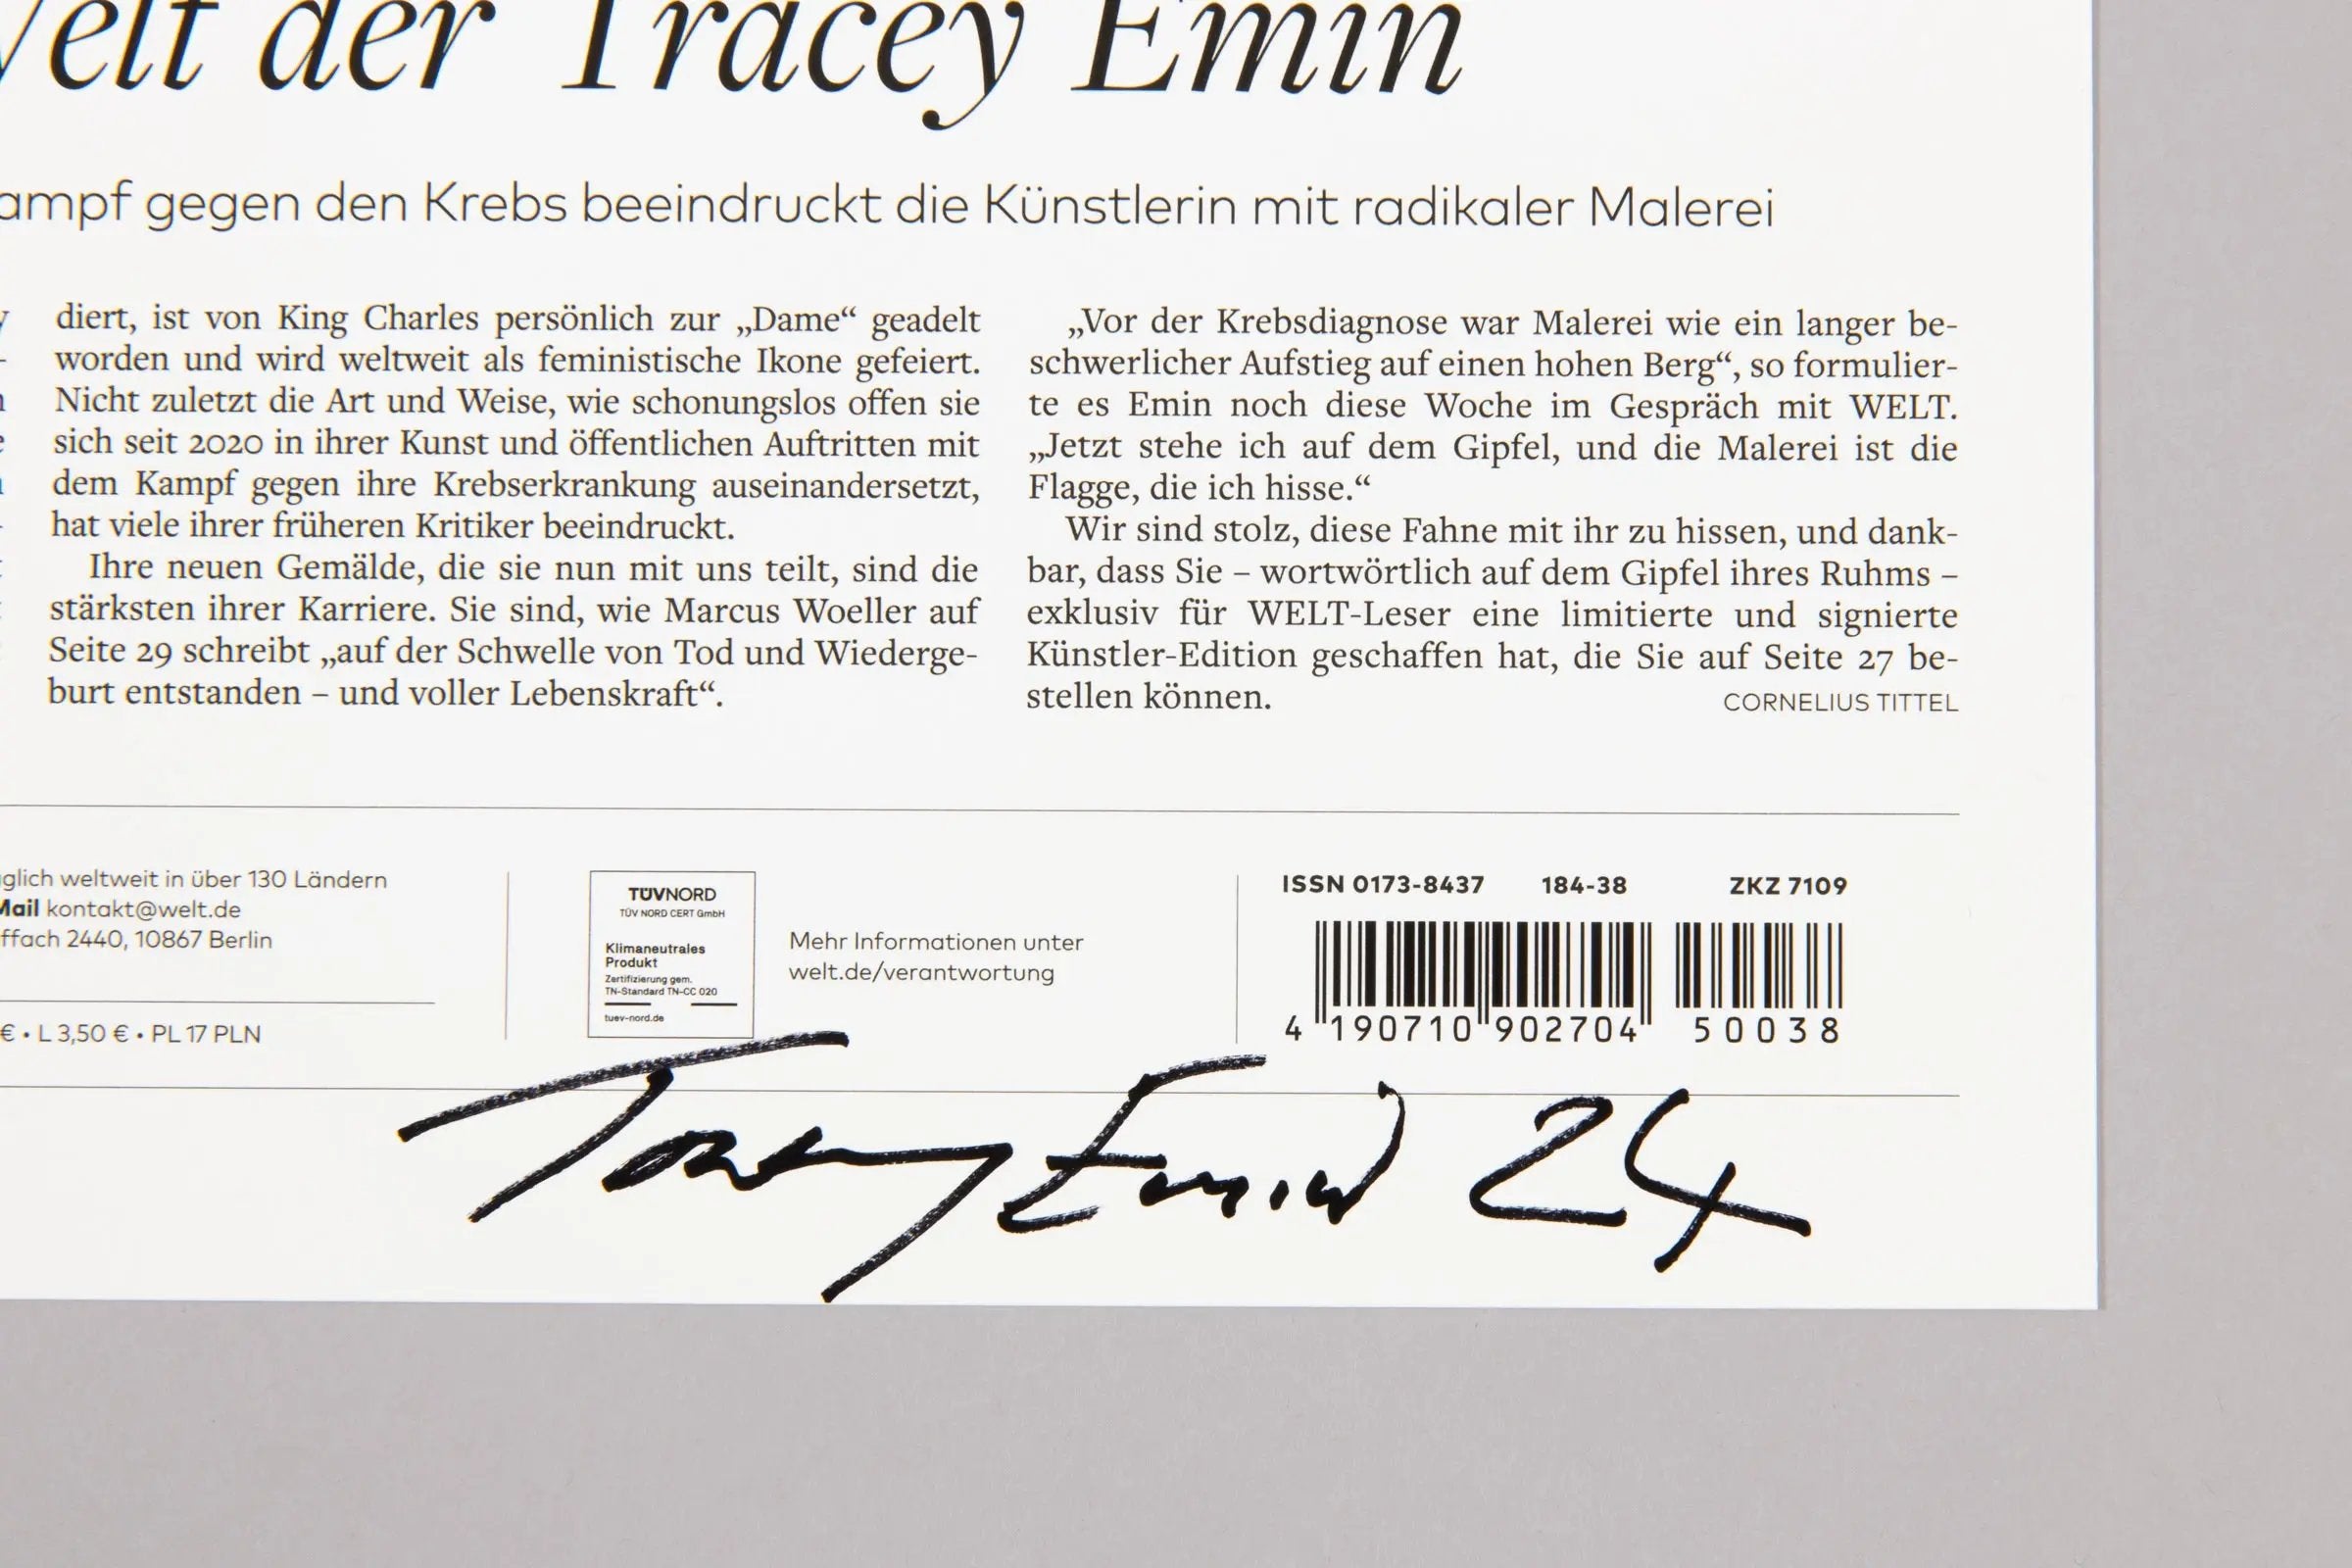 Welt der Tracey Emin
ampf gegen den Krebs beeindruckt die Künstlerin mit radikaler Malerei
diert, ist von King Charles persönlich zur „Dame“ geadelt
worden und wird weltweit als feministische Ikone gefeiert.
Nicht zuletzt die Art und Weise, wie schonungslos offen sie
sich seit 2020 in ihrer Kunst und öffentlichen Auftritten mit
dem Kampf gegen ihre Krebserkrankung auseinandersetzt,
hat viele ihrer früheren Kritiker beeindruckt.
Ihre neuen Gemälde, die sie nun mit uns teilt, sind die
stärksten ihrer Karriere. Sie sind, wie Marcus Woeller auf
Seite 29 schreibt „auf der Schwelle von Tod und Wiederge-
burt entstanden – und voller Lebenskraft“.
„Vor der Krebsdiagnose war Malerei wie ein langer be-
schwerlicher Aufstieg auf einen hohen Berg“, so formulier-
te es Emin noch diese Woche im Gespräch mit WELT.
„Jetzt stehe ich auf dem Gipfel, und die Malerei ist die
Flagge, die ich hisse.“
Wir sind stolz, diese Fahne mit ihr zu hissen, und dank-
bar, dass Sie – wortwörtlich auf dem Gipfel ihres Ruhms –
exklusiv für WELT-Leser eine limitierte und signierte
Künstler-Edition geschaffen hat, die Sie auf Seite 27 be-
stellen können.
CORNELIUS TITTEL
glich weltweit in über 130 Ländern
Mail kontakt@welt.de
ffach 2440, 10867 Berlin
€ • L 3,50 € • PL 17 PLN
TÜVNORD
TÜV NORD CERT GmbH
Klimaneutrales
Produkt
Zertifizierung gem.
TN-Standard TN-CC 020
tuev-nord.de
Mehr Informationen unter
welt.de/verantwortung
ISSN 0173-8437 184-38 ZKZ 7109
4 190710 902704 50038
Tracey Emin 24